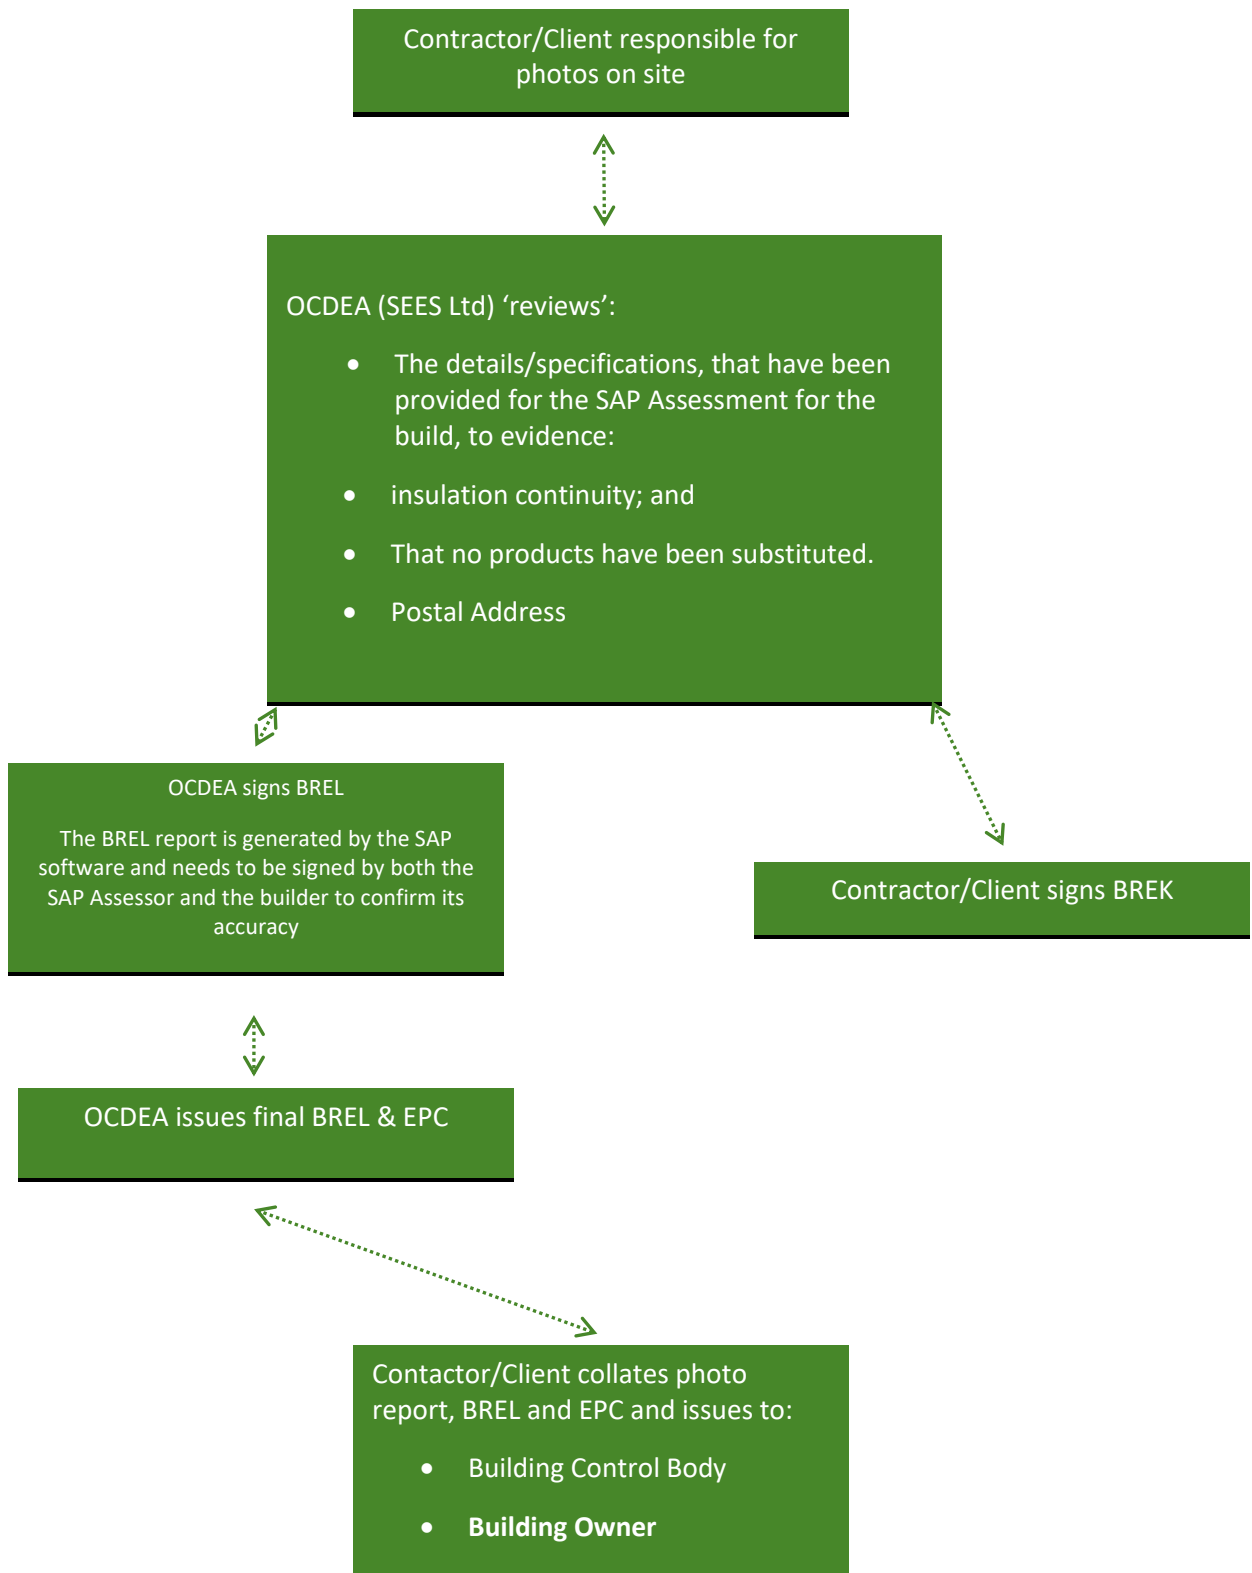 Contractor/Client responsible for
photos on site
OCDEA (SEES Ltd) ‘reviews’:
• The details/specifications, that have been
provided for the SAP Assessment for the
build, to evidence:
• insulation continuity; and
• That no products have been substituted.
• Postal Address
OCDEA signs BREL
The BREL report is generated by the SAP
software and needs to be signed by both the
SAP Assessor and the builder to confirm its
accuracy
Contractor/Client signs BREK
OCDEA issues final BREL & EPC
Contactor/Client collates photo
report, BREL and EPC and issues to:
• Building Control Body
• Building Owner